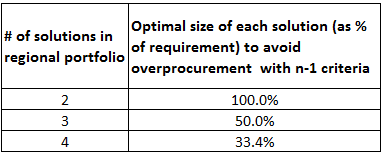 # of solutions in
regional portfolio
Optimal size of each solution (as %
of requirement) to avoid
overprocurement with n-1 criteria
2 100.0%
3 50.0%
4 33.4%